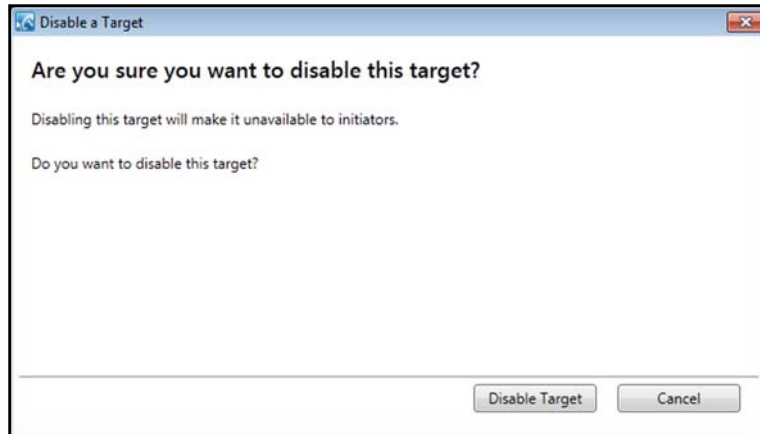 Disable a Target
Are you sure you want to disable this target?
Disabling this target will make it unavailable to initiators.
Do you want to disable this target?
Disable Target
Cancel